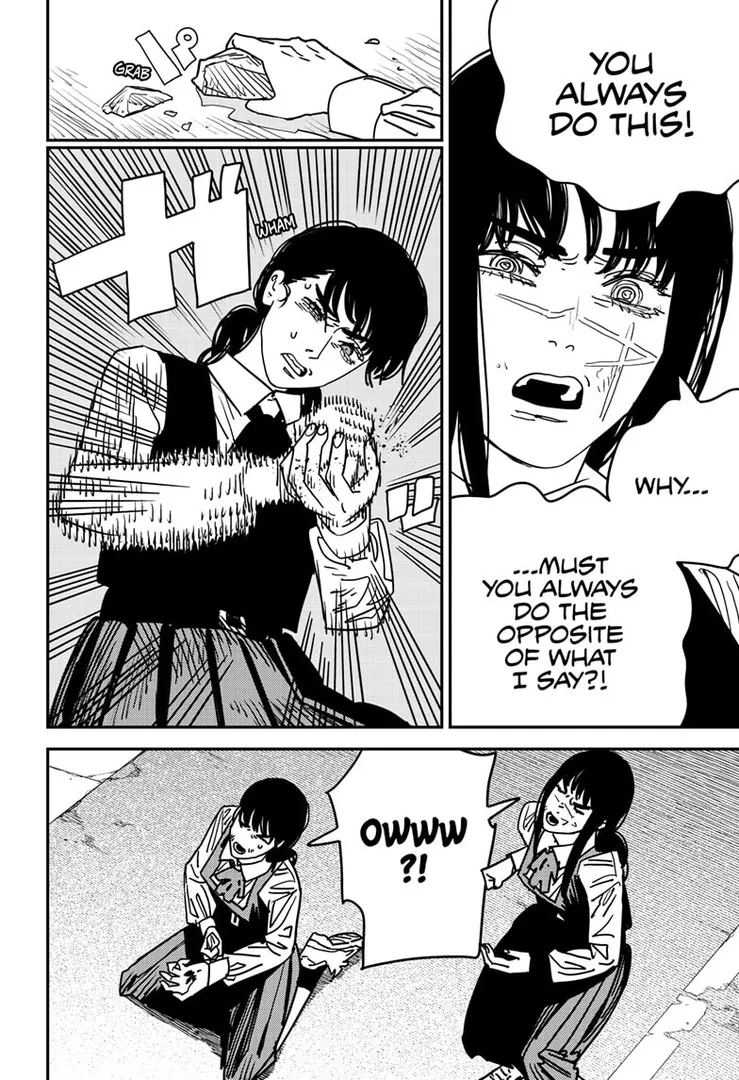 YOU
ALWAYS
DO THIS!
WHY...
...MUST
YOU ALWAYS
DO THE
OPPOSITE
OF WHAT
I SAY?!
GRAB
WHAM
OWWW
?!